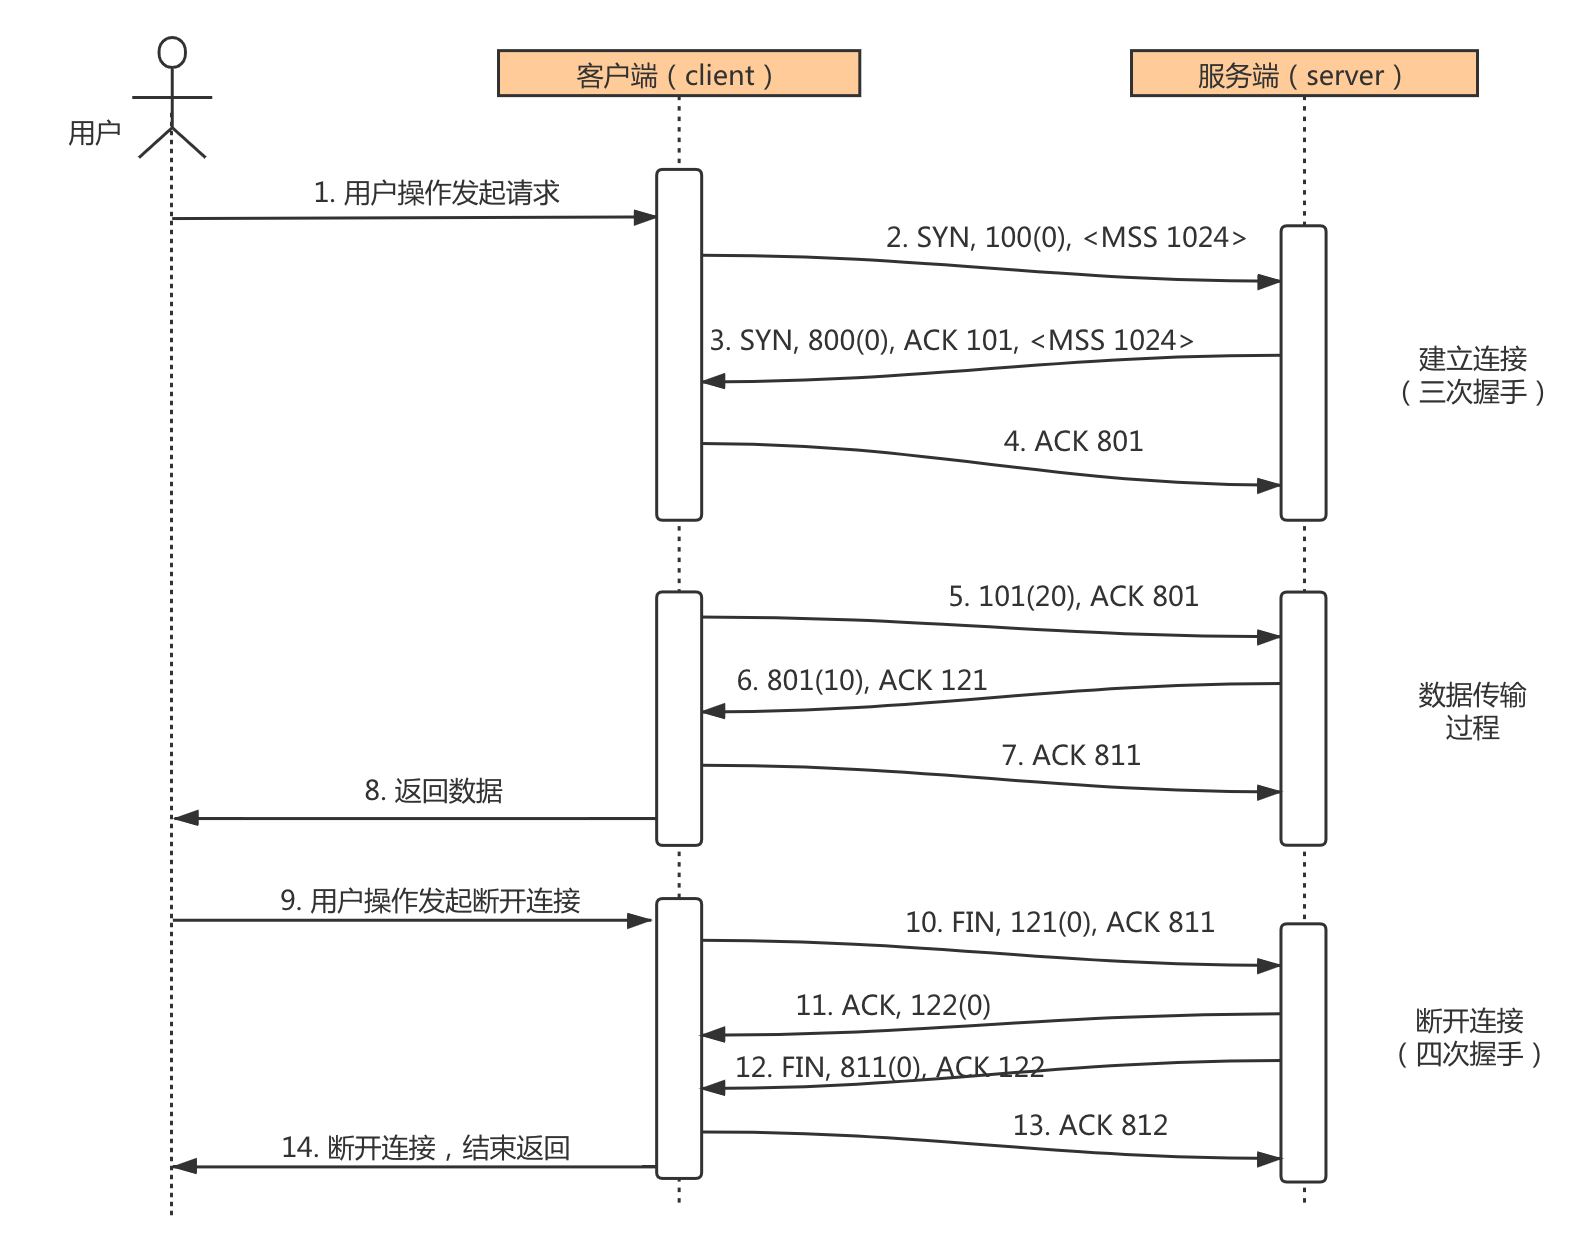 客户端（client）
服务端（server）
用户
1. 用户操作发起请求
2. SYN, 100(0), <MSS 1024>
3. SYN, 800(0), ACK 101, <MSS 1024>
建立连接
（三次握手）
4. ACK 801
5. 101(20), ACK 801
6. 801(10), ACK 121
数据传输
过程
7. ACK 811
8. 返回数据
9. 用户操作发起断开连接
10. FIN, 121(0), ACK 811
11. ACK, 122(0)
断开连接
（四次握手）
12. FIN, 811(0), ACK 122
13. ACK 812
14. 断开连接，结束返回